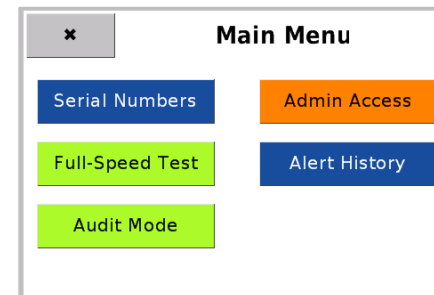 ✖ Main Menu
Serial Numbers Admin Access
Full-Speed Test Alert History
Audit Mode